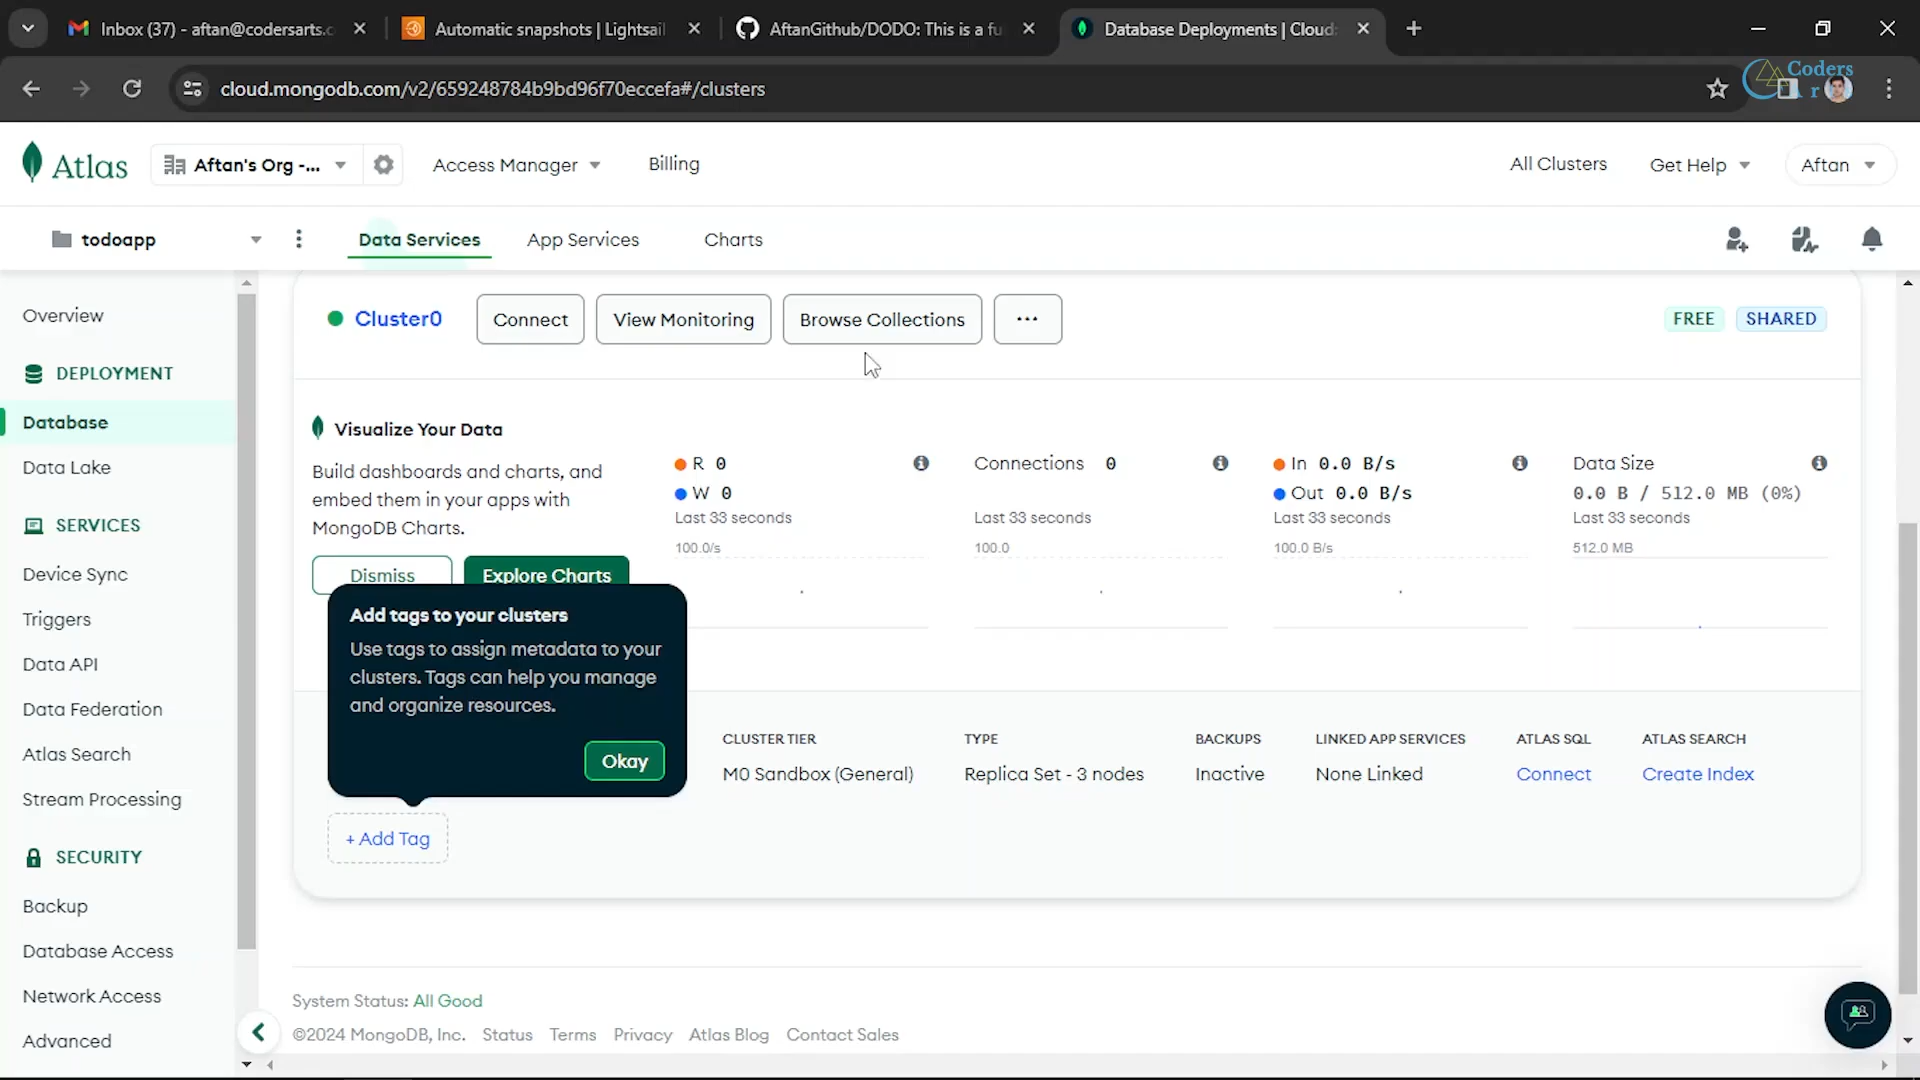 Inbox (37) - aftan@codersarts.c
Automatic snapshots | Lightsail
AftanGithub/DODO: This is a fu
Database Deployments | Cloud:
cloud.mongodb.com/v2/659248784b9bd96f70eccefa#/clusters
Coders
Ar
Atlas
Aftan's Org -...
Access Manager
Billing
All Clusters
Get Help
Aftan
todoapp
Data Services
App Services
Charts
Overview
DEPLOYMENT
Database
Data Lake
SERVICES
Device Sync
Triggers
Data API
Data Federation
Atlas Search
Stream Processing
SECURITY
Backup
Database Access
Network Access
Advanced
Cluster0
Connect
View Monitoring
Browse Collections
...
FREE
SHARED
Visualize Your Data
Build dashboards and charts, and
embed them in your apps with
MongoDB Charts.
Dismiss
Explore Charts
R 0
W 0
Last 33 seconds
100.0/s
Connections 0
Last 33 seconds
100.0
In 0.0 B/s
Out 0.0 B/s
Last 33 seconds
100.0 B/s
Data Size
0.0 B / 512.0 MB (0%)
Last 33 seconds
512.0 MB
Add tags to your clusters
Use tags to assign metadata to your
clusters. Tags can help you manage
and organize resources.
Okay
+ Add Tag
CLUSTER TIER
M0 Sandbox (General)
TYPE
Replica Set - 3 nodes
BACKUPS
Inactive
LINKED APP SERVICES
None Linked
ATLAS SQL
Connect
ATLAS SEARCH
Create Index
System Status: All Good
©2024 MongoDB, Inc. Status Terms Privacy Atlas Blog Contact Sales